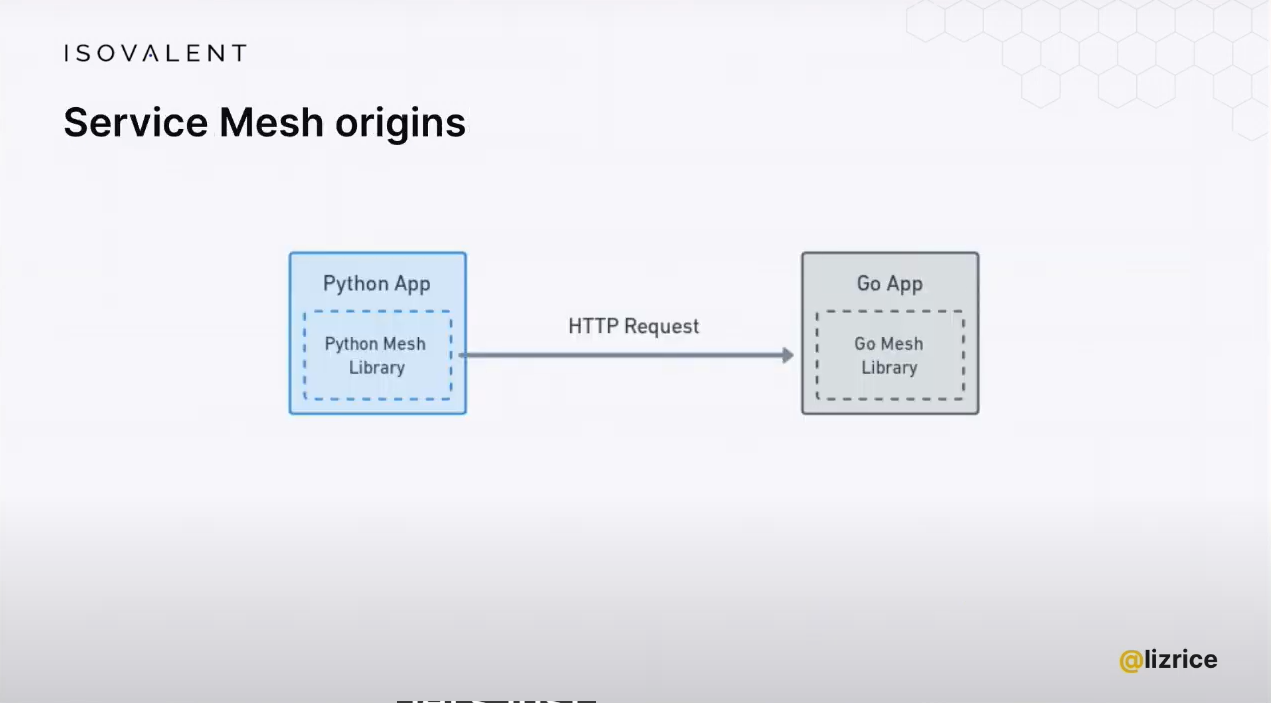 ISOVALENT
Service Mesh origins
Python App
Python Mesh
Library
HTTP Request
Go App
Go Mesh
Library
@lizrice